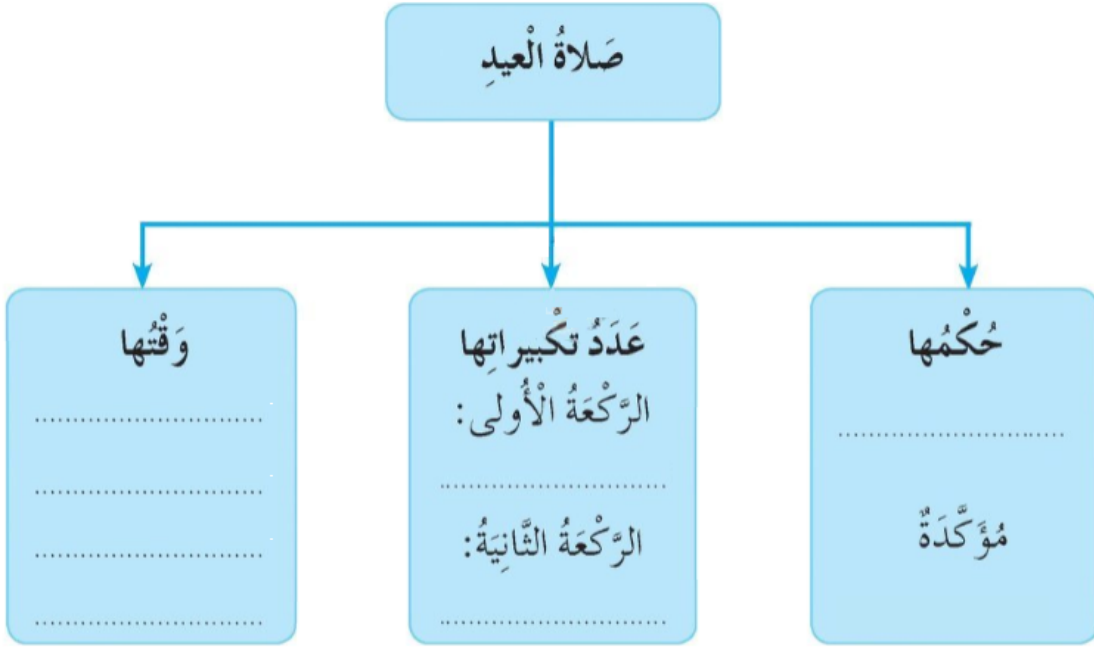 صَلاةُ الْعيدِ
حُكْمُها
................................
مُؤَكَّدَةٌ
عَدَدُ تكْبيراتِها
الرَّكْعَةُ الْأُولى:
................................
الرَّكْعَةُ الثَّانِيَةُ:
................................
وَقْتُها
................................
................................
................................
................................